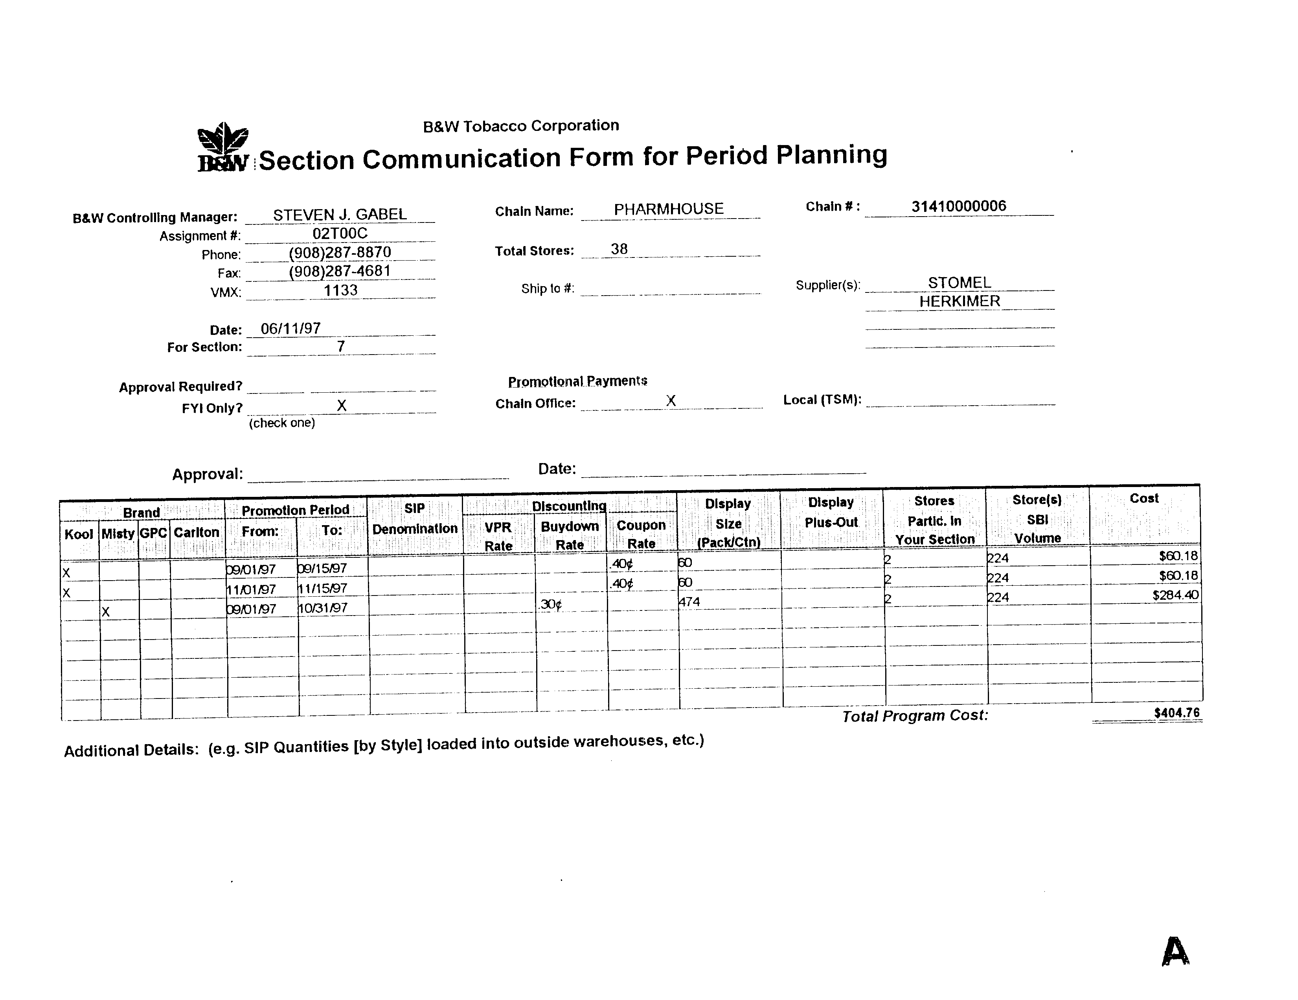 B&W Tobacco Corporation
B&W Section Communication Form for Period Planning
B&W Controlling Manager: STEVEN J. GABEL Chain Name: PHARMHOUSE Chain # : 31410000006
Assignment #: 02T00C
Phone: (908)287-8870 Total Stores: 38
Fax: (908)287-4681
VMX: 1133 Ship to #: Supplier(s): STOMEL
HERKIMER
Date: 06/11/97
For Section: 7
Approval Required? Promotional Payments
FYI Only? X Chain Office: X Local (TSM):
(check one)
Approval: Date:
Brand Promotion Period SIP Denomination Discounting Display Size (Pack/Ctn) Display Plus-Out Stores Partic. In Your Section Store(s) SBI Volume Cost
Kool Misty GPC Carlton From: To: VPR Rate Buydown Rate Coupon Rate
X 09/01/97 09/15/97 .40¢ 60 2 224 $60.18
X 11/01/97 11/15/97 .40¢ 60 2 224 $60.18
X 09/01/97 10/31/97 .30¢ 474 2 224 $284.40
Total Program Cost: $404.76
Additional Details: (e.g. SIP Quantities [by Style] loaded into outside warehouses, etc.)
A